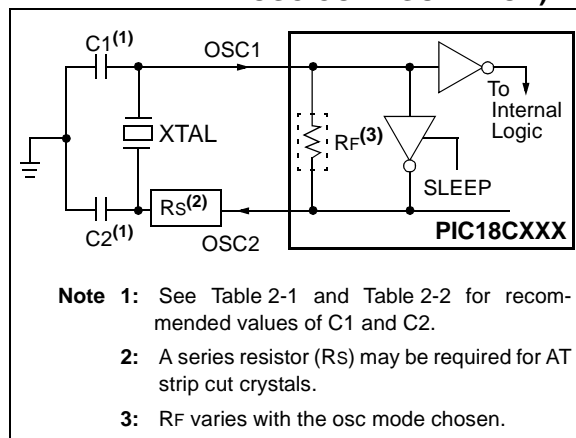 C1(1)
OSC1
To
Internal
Logic
XTAL
RF(3)
SLEEP
RS(2)
C2(1)
OSC2
PIC18CXXX
Note 1: See Table 2-1 and Table 2-2 for recom-
mended values of C1 and C2.
2: A series resistor (RS) may be required for AT
strip cut crystals.
3: RF varies with the osc mode chosen.